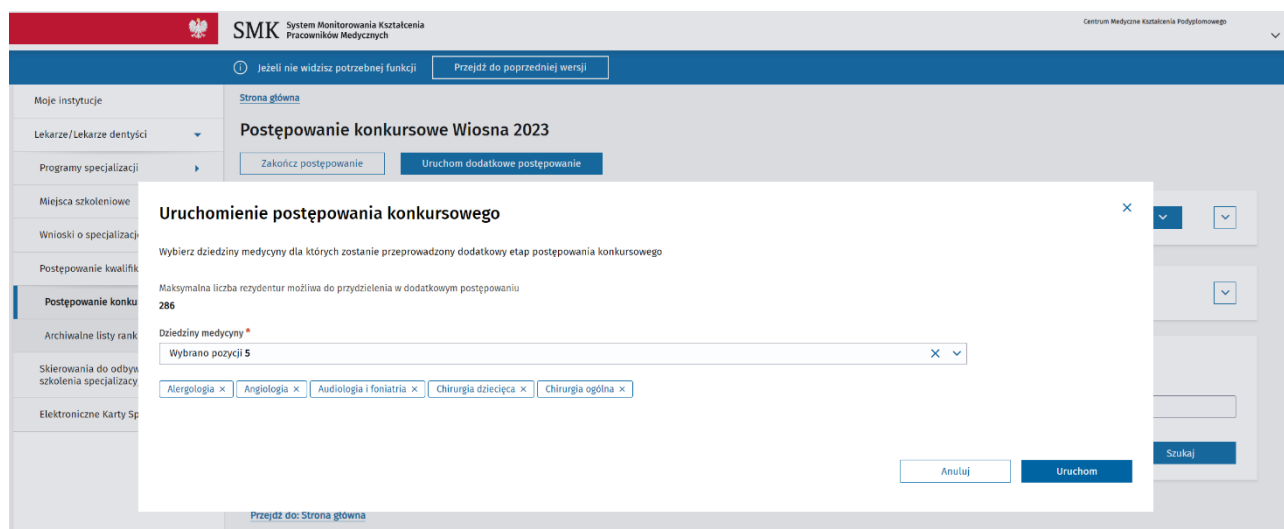 SMK System Monitorowania Kształcenia
Pracowników Medycznych
Centrum Medyczne Kształcenia Podyplomowego
Jeżeli nie widzisz potrzebnej funkcji
Przejdź do poprzedniej wersji
Moje instytucje
Lekarze/Lekarze dentyści
Programy specjalizacji
Miejsca szkoleniowe
Wnioski o specjalizacj
Postępowanie kwalifik
Postępowanie konku
Archiwalne listy rank
Skierowania do odbyw
szkolenia specjalizacy
Elektroniczne Karty Sp
Strona główna
Postępowanie konkursowe Wiosna 2023
Zakończ postępowanie
Uruchom dodatkowe postępowanie
Uruchomienie postępowania konkursowego
Wybierz dziedziny medycyny dla których zostanie przeprowadzony dodatkowy etap postępowania konkursowego
Maksymalna liczba rezydentur możliwa do przydzielenia w dodatkowym postępowaniu
286
Dziedziny medycyny *
Wybrano pozycji 5
Alergologia × Angiologia × Audiologia i foniatria × Chirurgia dziecięca × Chirurgia ogólna ×
Anuluj
Uruchom
Szukaj
Przejdź do: Strona główna